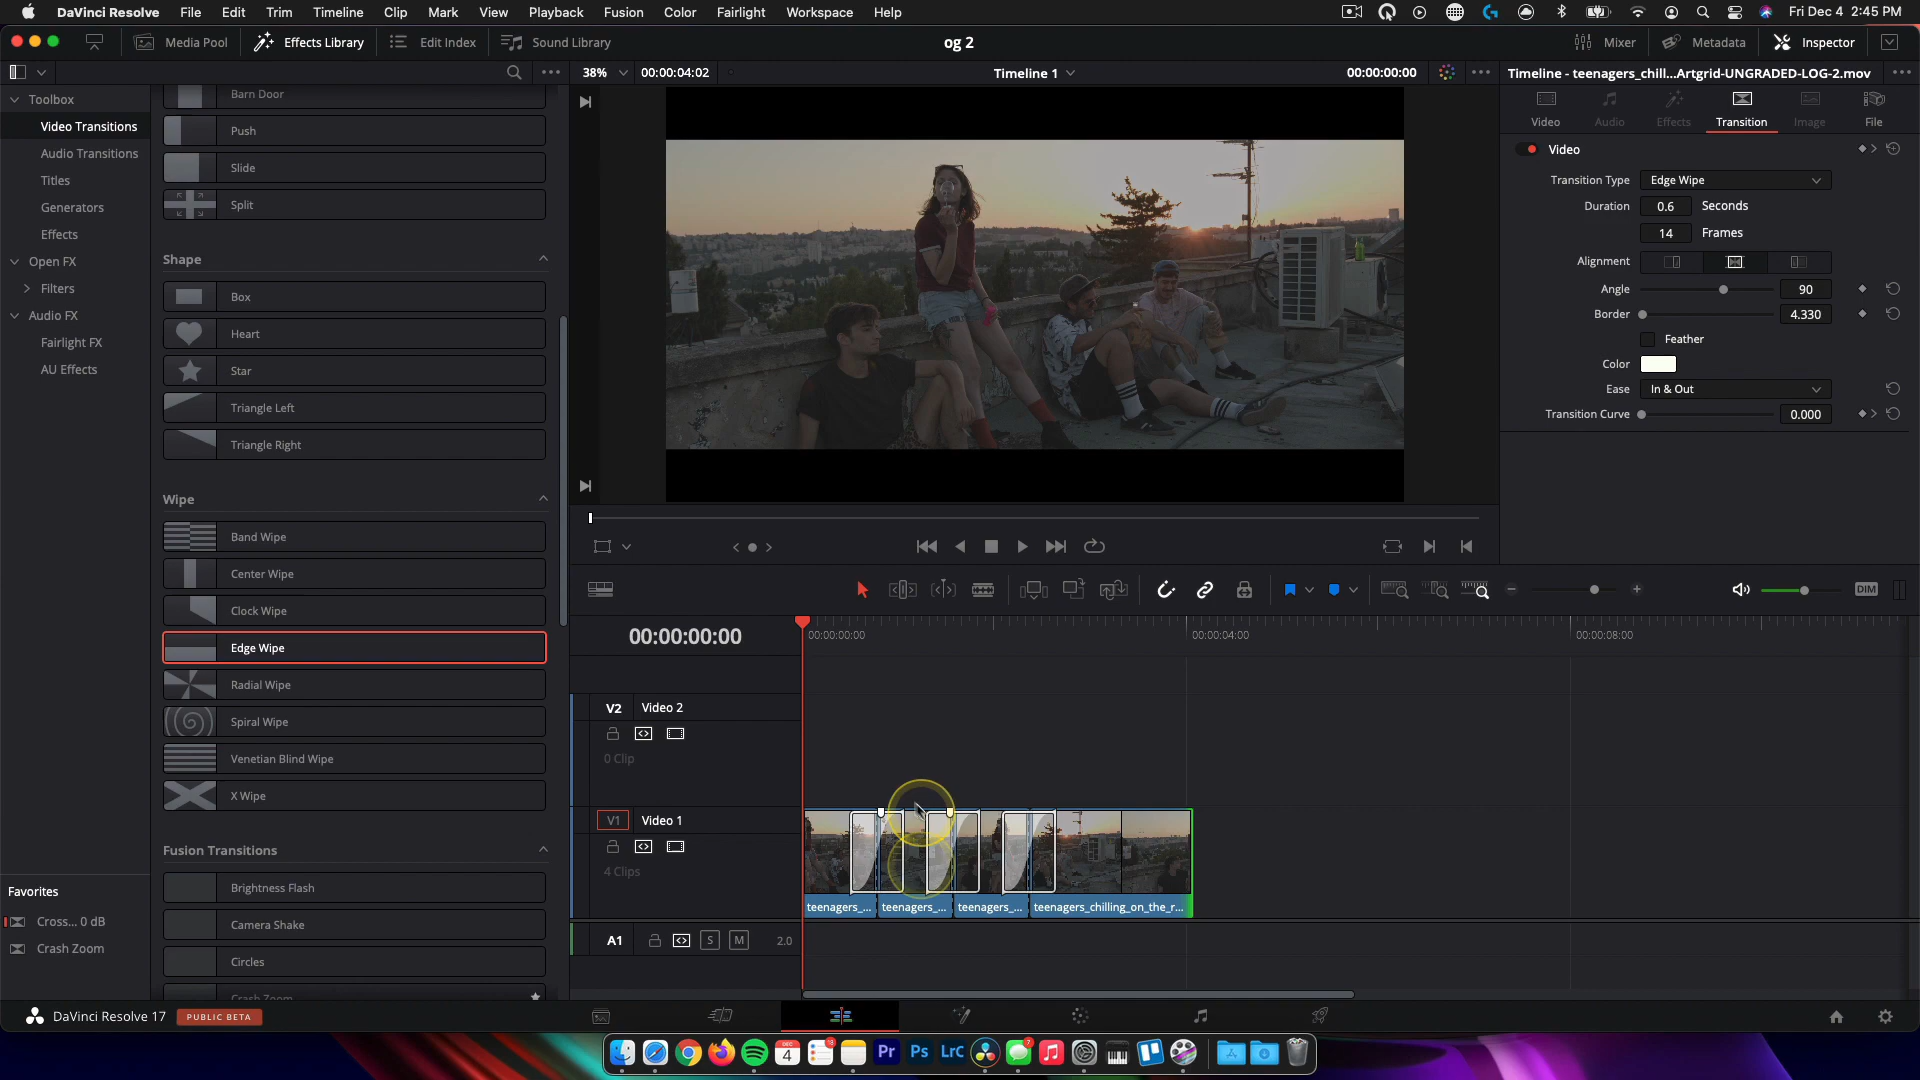 DaVinci Resolve File Edit Trim Timeline Clip Mark View Playback Fusion Color Fairlight Workspace Help Fri Dec 4 2:45 PM
Media Pool Effects Library Edit Index Sound Library og 2 Mixer Metadata Inspector
38% 00:00:04:02 Timeline 1 00:00:00:00 Timeline - teenagers_chill...Artgrid-UNGRADED-LOG-2.mov
Toolbox
Video Transitions
Audio Transitions
Titles
Generators
Effects
Open FX
Filters
Audio FX
Fairlight FX
AU Effects
Favorites
Cross... 0 dB
Crash Zoom
Barn Door
Push
Slide
Split
Shape
Box
Heart
Star
Triangle Left
Triangle Right
Wipe
Band Wipe
Center Wipe
Clock Wipe
Edge Wipe
Radial Wipe
Spiral Wipe
Venetian Blind Wipe
X Wipe
Fusion Transitions
Brightness Flash
Camera Shake
Circles
Crash Zoom
Video Audio Effects Transition Image File
Video
Transition Type Edge Wipe
Duration 0.6 Seconds
14 Frames
Alignment
Angle 90
Border 4.330
Feather
Color
Ease In & Out
Transition Curve 0.000
DIM
00:00:00:00 00:00:00:00 00:00:04:00 00:00:08:00
V2 Video 2
0 Clip
V1 Video 1
4 Clips
teenagers_... teenagers_... teenagers_... teenagers_chilling_on_the_r...
A1 S M 2.0
DaVinci Resolve 17 PUBLIC BETA
DEC 4 Pr Ps LrC